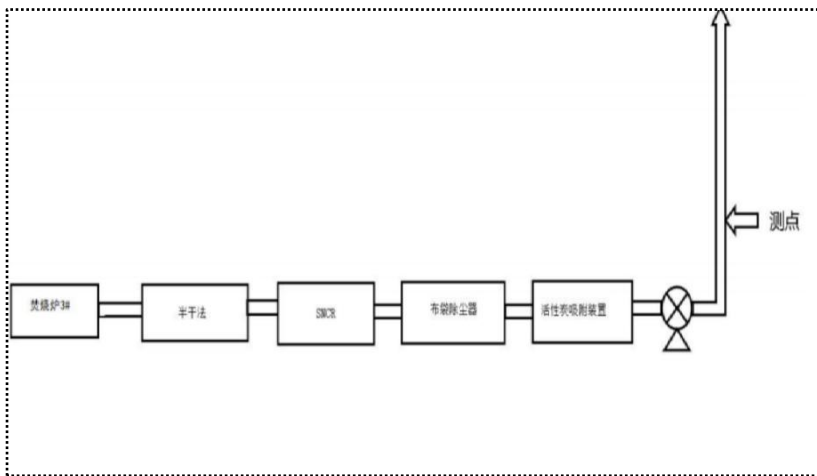 焚烧炉3#
半干法
SNCR
布袋除尘器
活性炭吸附装置
测点